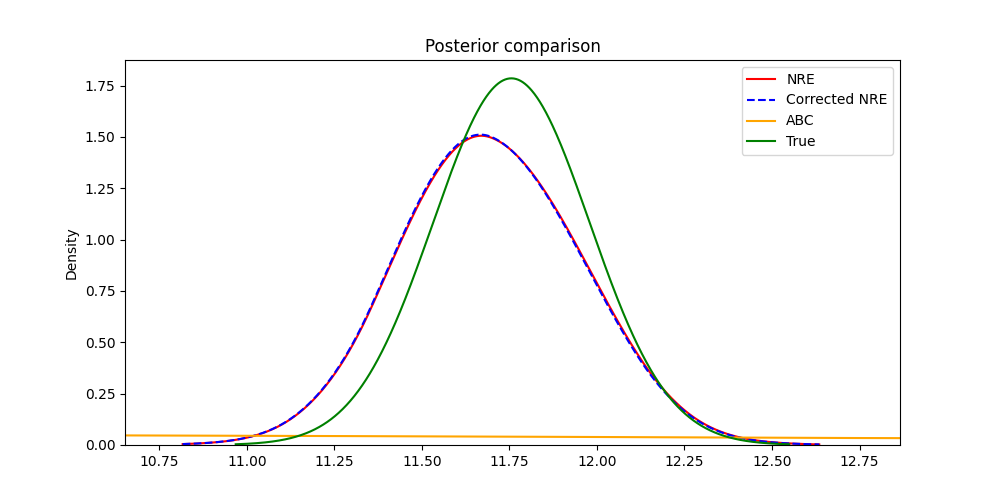 Posterior comparison
NRE
Corrected NRE
ABC
True
Density
1.75
1.50
1.25
1.00
0.75
0.50
0.25
0.00
10.75 11.00 11.25 11.50 11.75 12.00 12.25 12.50 12.75